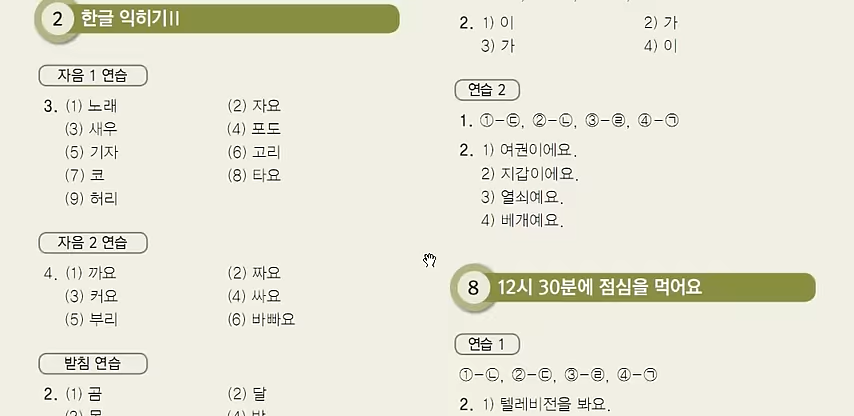 2 한글 익히기II
자음 1 연습
3. (1) 노래 (2) 자요
(3) 새우 (4) 포도
(5) 기자 (6) 고리
(7) 코 (8) 타요
(9) 허리
자음 2 연습
4. (1) 까요 (2) 짜요
(3) 커요 (4) 싸요
(5) 부리 (6) 바빠요
받침 연습
2. (1) 곰 (2) 달
2. 1) 이 2) 가
3) 가 4) 이
연습 2
1. ①-㉢, ②-㉡, ③-㉣, ④-㉠
2. 1) 여권이에요.
2) 지갑이에요.
3) 열쇠예요.
4) 베개예요.
8 12시 30분에 점심을 먹어요
연습 1
①-㉡, ②-㉢, ③-㉣, ④-㉠
2. 1) 텔레비전을 봐요.